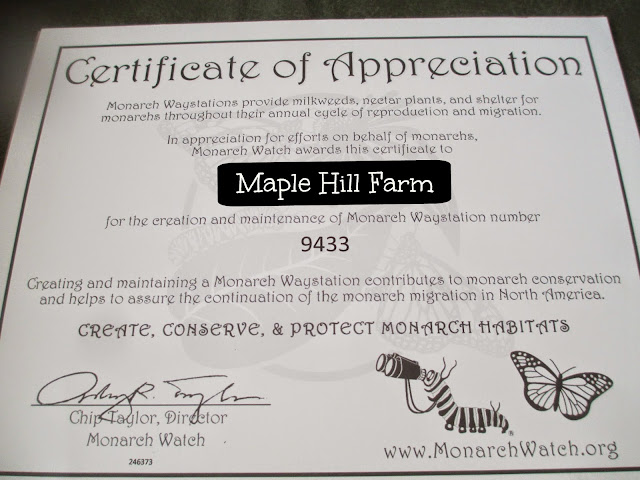 Certificate of Appreciation
Monarch Waystations provide milkweeds, nectar plants, and shelter for
monarchs throughout their annual cycle of reproduction and migration.
In appreciation for efforts on behalf of monarchs,
Monarch Watch awards this certificate to
Maple Hill Farm
for the creation and maintenance of Monarch Waystation number
9433
Creating and maintaining a Monarch Waystation contributes to monarch conservation
and helps to assure the continuation of the monarch migration in North America.
CREATE, CONSERVE, & PROTECT MONARCH HABITATS
Chip Taylor, Director
Monarch Watch
246373
www.MonarchWatch.org